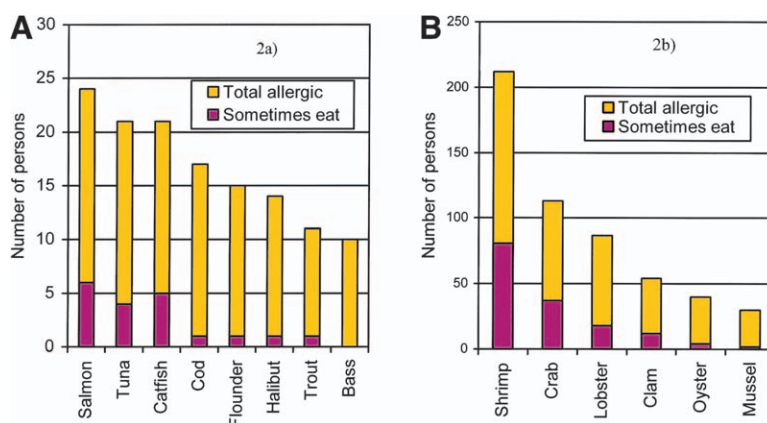 A
2a)
Total allergic
Sometimes eat
Number of persons
30
25
20
15
10
5
0
Salmon
Tuna
Catfish
Cod
Flounder
Halibut
Trout
Bass
B
2b)
Total allergic
Sometimes eat
Number of persons
250
200
150
100
50
0
Shrimp
Crab
Lobster
Clam
Oyster
Mussel